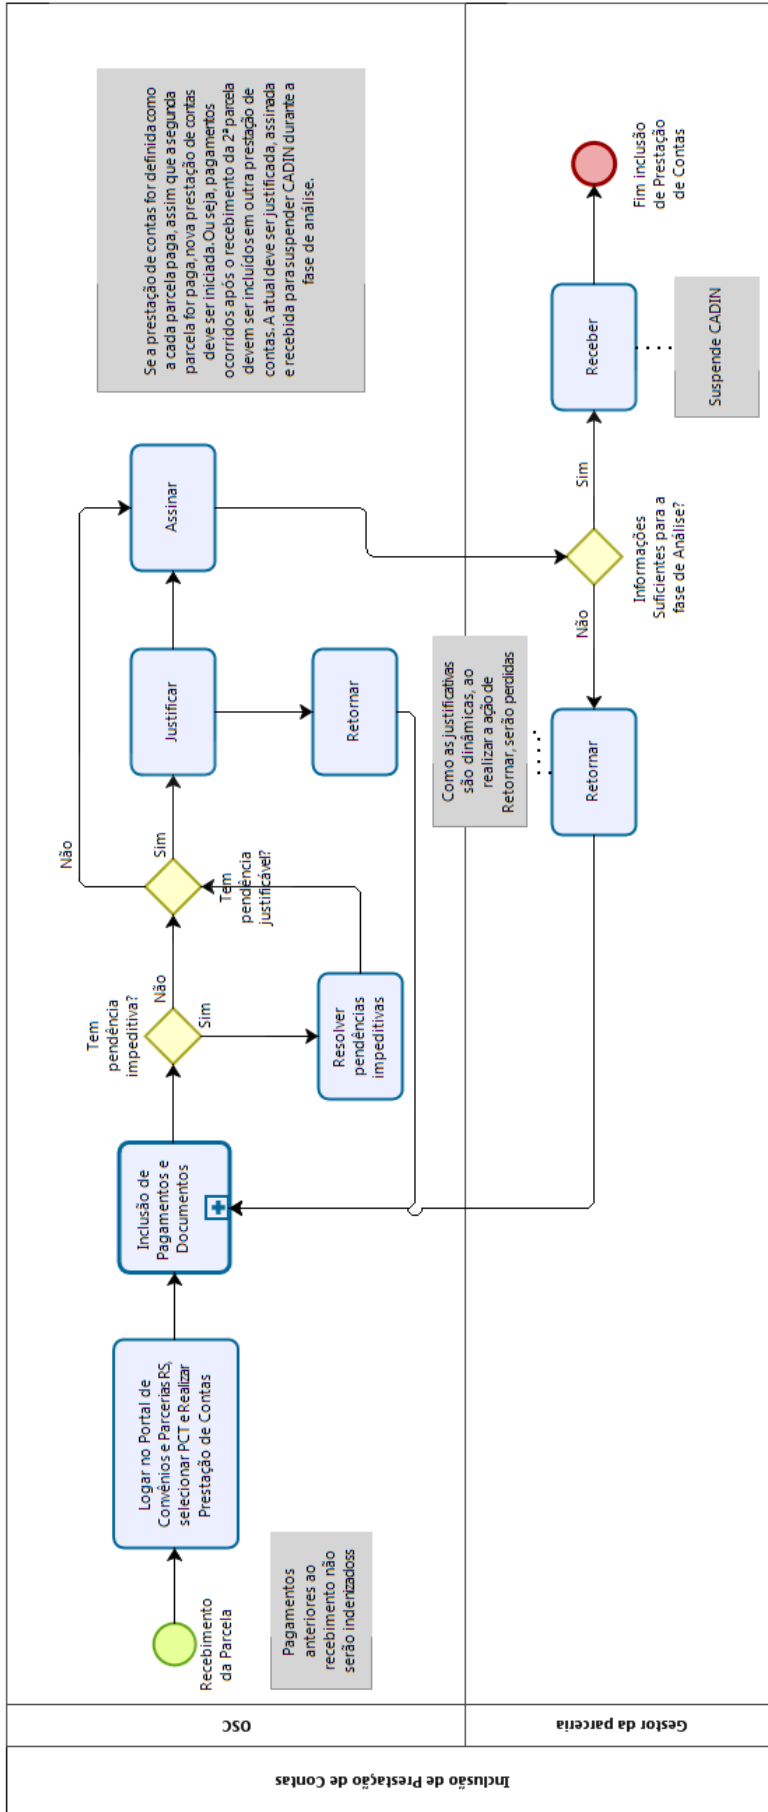 Inclusão de Prestação de Contas
OSC
Gestor da parceria
Recebimento
da Parcela
Pagamentos
anteriores ao
recebimento não
serão indenizadoss
Logar no Portal de
Convênios e Parcerias RS,
selecionar PCT e Realizar
Prestação de Contas
Inclusão de
Pagamentos e
Documentos
Tem
pendência
impeditiva?
Não
Sim
Resolver
pendências
impeditivas
Tem
pendência
justificável?
Não
Sim
Justificar
Retornar
Assinar
Se a prestação de contas for definida como
a cada parcela paga, assim que a segunda
parcela for paga, nova prestação de contas
deve ser iniciada. Ou seja, pagamentos
ocorridos após o recebimento da 2ª parcela
devem ser incluídos em outra prestação de
contas. A atual deve ser justificada, assinada
e recebida para suspender CADIN durante a
fase de análise.
Como as justificativas
são dinâmicas, ao
realizar a ação de
Retornar, serão perdidas
Retornar
Não
Informações
Suficientes para a
fase de Análise?
Sim
Receber
Suspende CADIN
Fim inclusão
de Prestação
de Contas